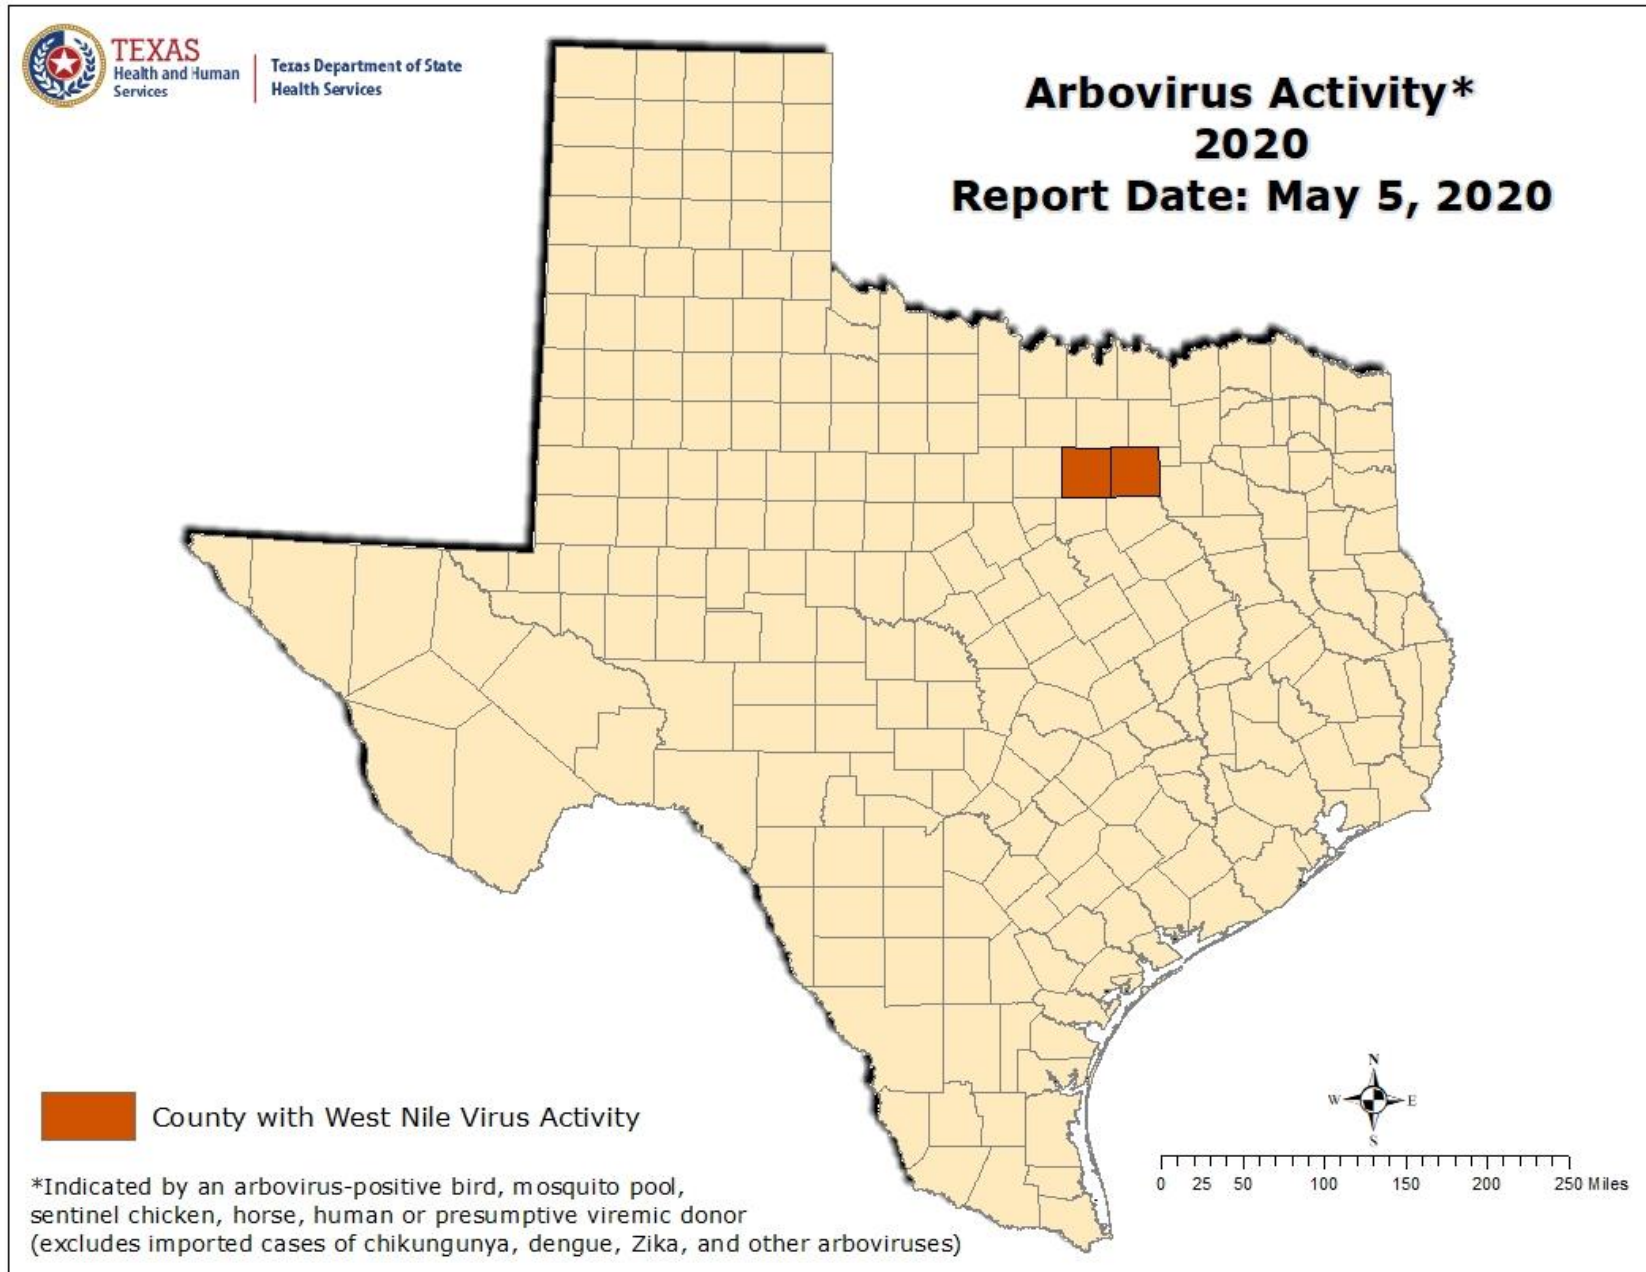 TEXAS
Health and Human
Services
Texas Department of State
Health Services
Arbovirus Activity*
2020
Report Date: May 5, 2020
County with West Nile Virus Activity
*Indicated by an arbovirus-positive bird, mosquito pool,
sentinel chicken, horse, human or presumptive viremic donor
(excludes imported cases of chikungunya, dengue, Zika, and other arboviruses)
N
W E
S
0 25 50 100 150 200 250 Miles